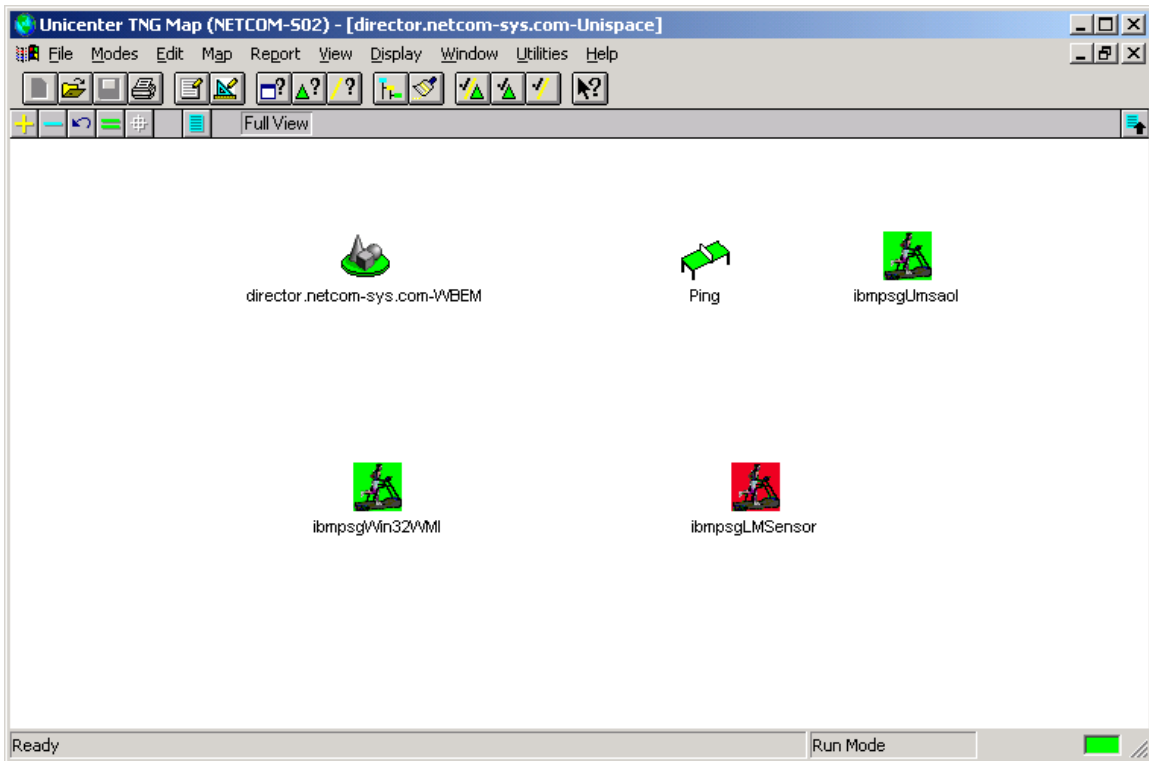 Unicenter TNG Map (NETCOM-S02) - [director.netcom-sys.com-Unispace]
File Modes Edit Map Report View Display Window Utilities Help
Full View
director.netcom-sys.com-WBEM Ping ibmpsgUmsaol
ibmpsgWin32WMI ibmpsgLMSensor
Ready Run Mode